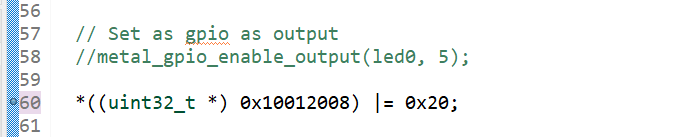 56
57 // Set as gpio as output
58 //metal_gpio_enable_output(led0, 5);
59
60 *((uint32_t *) 0x10012008) |= 0x20;
61